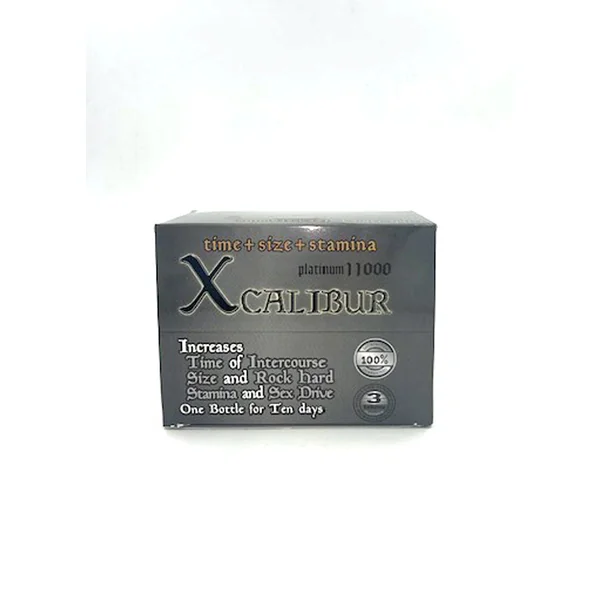 time + size + stamina
platinum 11000
XCALIBUR
Increases
Time of Intercourse
Size and Rock hard
Stamina and Sex Drive
One Bottle for Ten days
100%
3